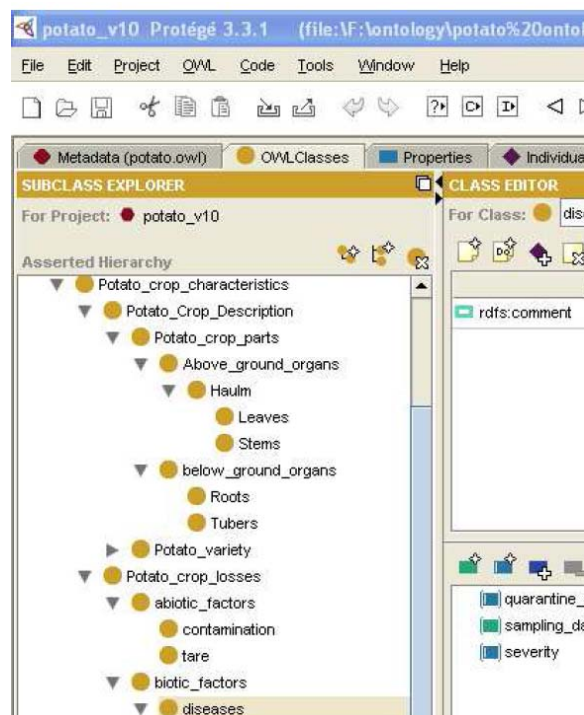 potato_v10 Protégé 3.3.1 (file:\F:\ontology\potato%20ontol
File Edit Project OWL Code Tools Window Help
Metadata (potato.owl) OWLClasses Properties Individua
SUBCLASS EXPLORER
CLASS EDITOR
For Project: potato_v10
For Class: dis
Asserted Hierarchy
Potato_crop_characteristics
Potato_Crop_Description
Potato_crop_parts
rdfs:comment
Above_ground_organs
Haulm
Leaves
Stems
below_ground_organs
Roots
Tubers
Potato_variety
Potato_crop_losses
abiotic_factors
quarantine_
contamination
sampling_da
tare
severity
biotic_factors
diseases